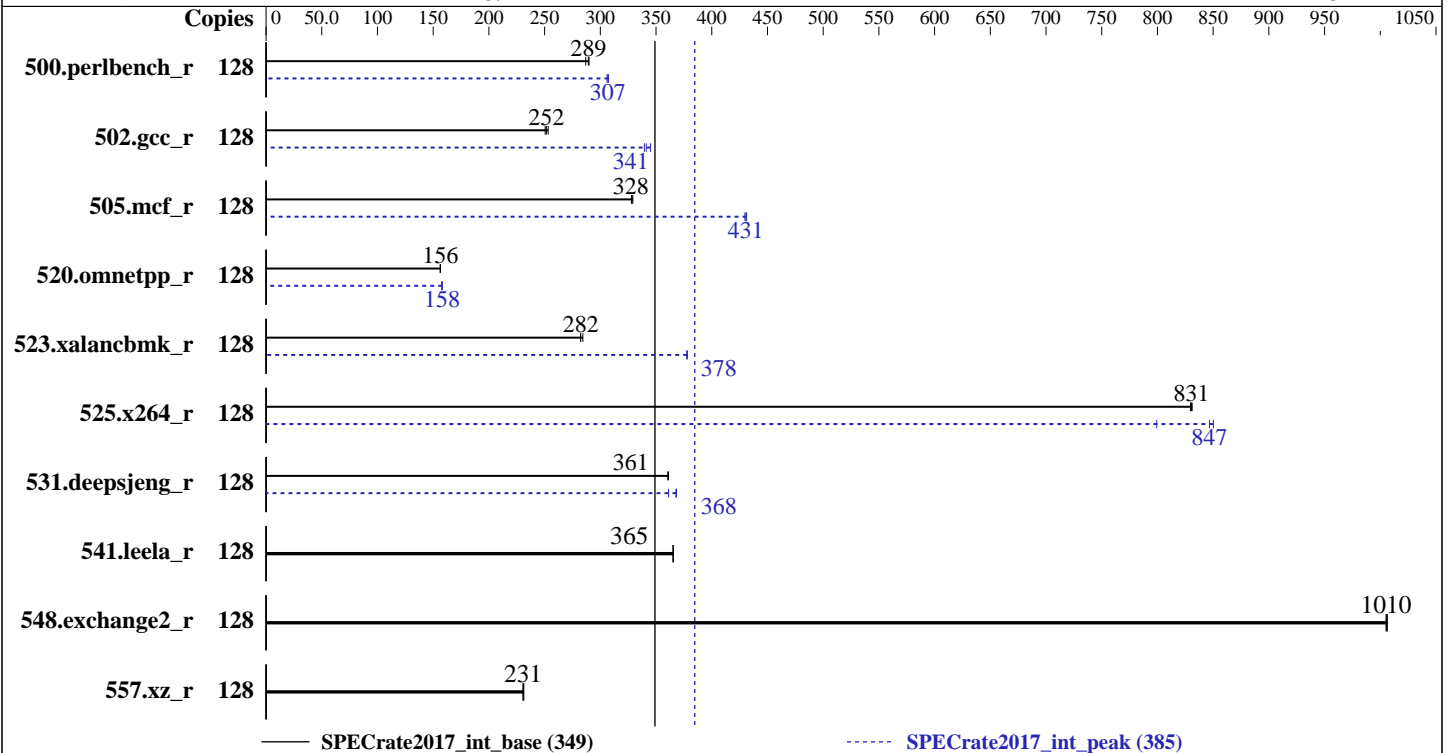 Copies 0 50.0 100 150 200 250 300 350 400 450 500 550 600 650 700 750 800 850 900 950 1050
500.perlbench_r 128 289
307
502.gcc_r 128 252
341
505.mcf_r 128 328
431
520.omnetpp_r 128 156
158
523.xalancbmk_r 128 282
378
525.x264_r 128 831
847
531.deepsjeng_r 128 361
368
541.leela_r 128 365
548.exchange2_r 128 1010
557.xz_r 128 231
SPECrate2017_int_base (349) SPECrate2017_int_peak (385)